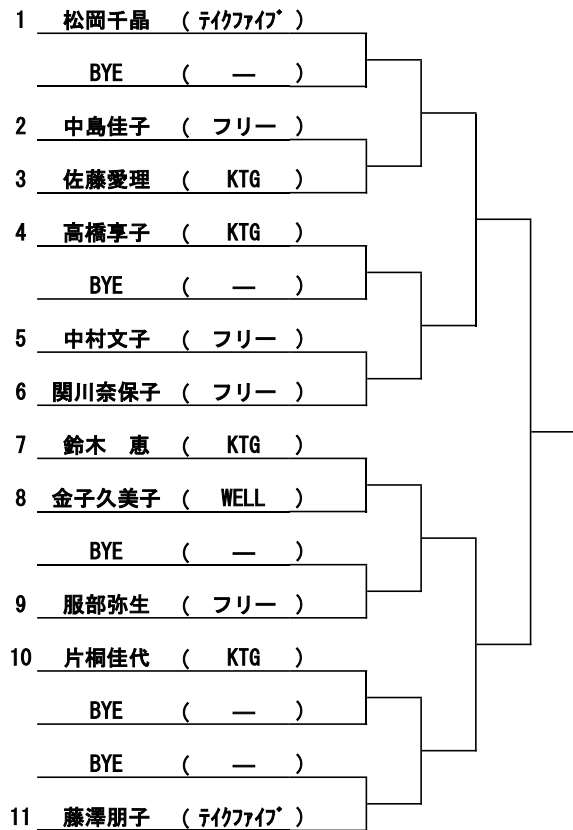 1 松岡千晶 ( ﾃｲｸﾌｧｲﾌﾞ )
BYE ( ― )
2 中島佳子 ( フリー )
3 佐藤愛理 ( KTG )
4 高橋享子 ( KTG )
BYE ( ― )
5 中村文子 ( フリー )
6 関川奈保子 ( フリー )
7 鈴木　恵 ( KTG )
8 金子久美子 ( WELL )
BYE ( ― )
9 服部弥生 ( フリー )
10 片桐佳代 ( KTG )
BYE ( ― )
BYE ( ― )
11 藤澤朋子 ( ﾃｲｸﾌｧｲﾌﾞ )